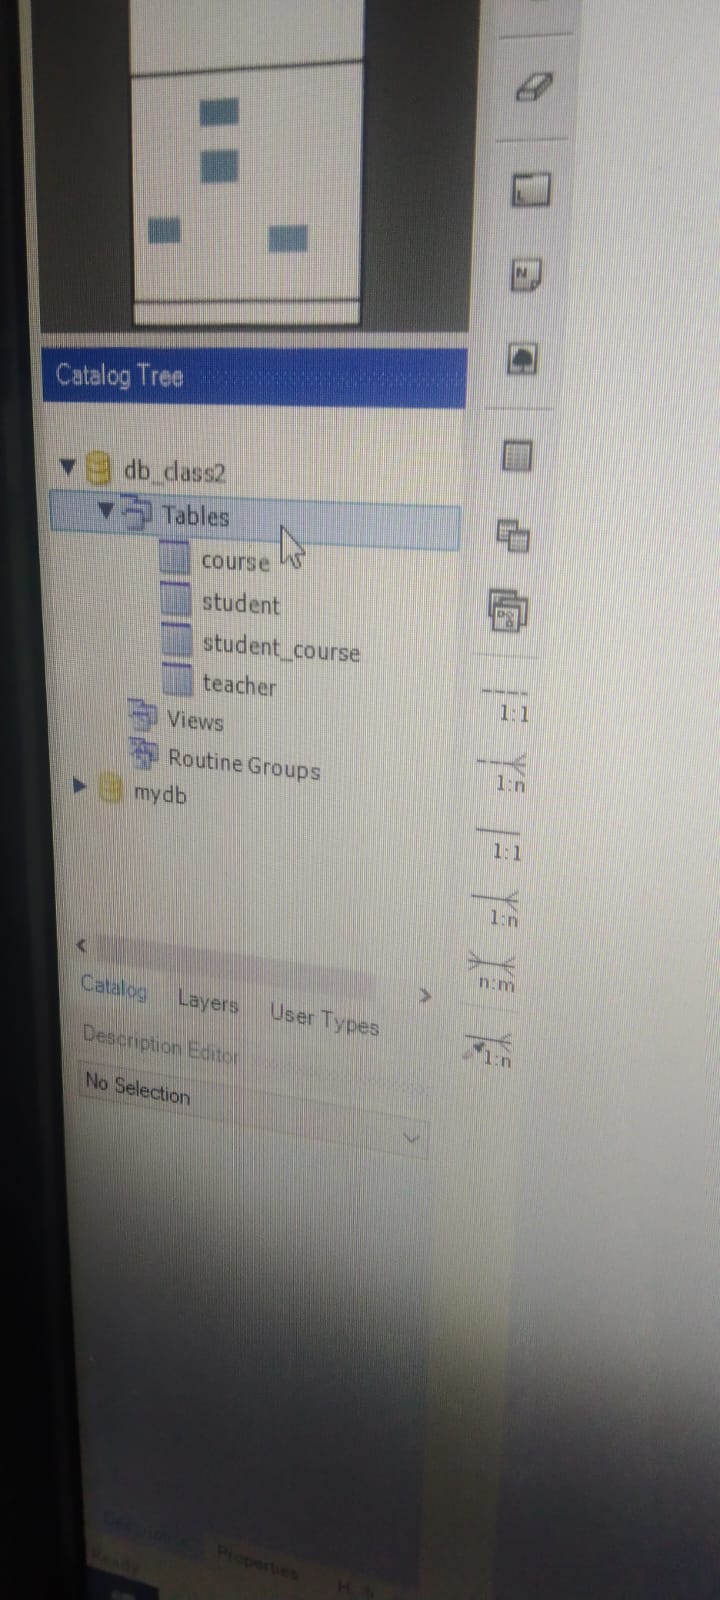 Catalog Tree
db_class2
Tables
course
student
student_course
teacher
Views
Routine Groups
mydb
1:1
1:n
1:1
1:n
n:m
1:n
Catalog Layers User Types
Description Editor
No Selection
Properties
Ready